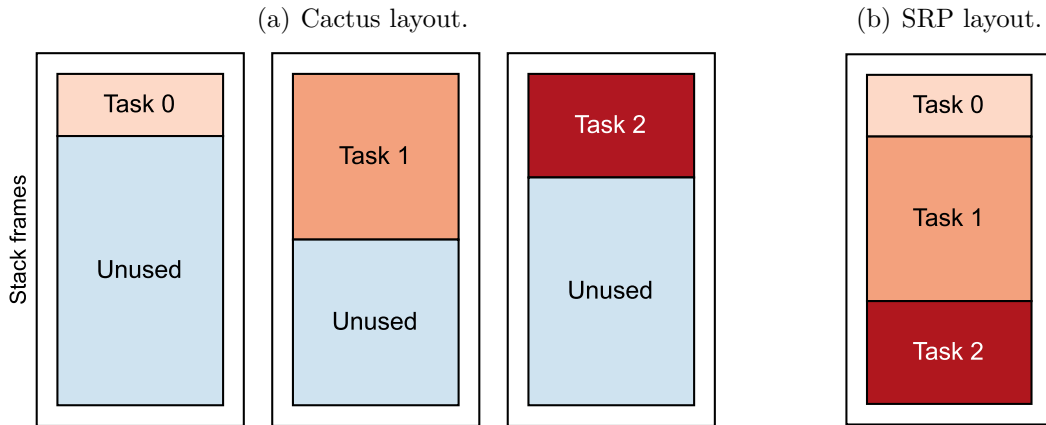 (a) Cactus layout.
(b) SRP layout.
Stack frames
Task 0
Unused
Task 1
Unused
Task 2
Unused
Task 0
Task 1
Task 2